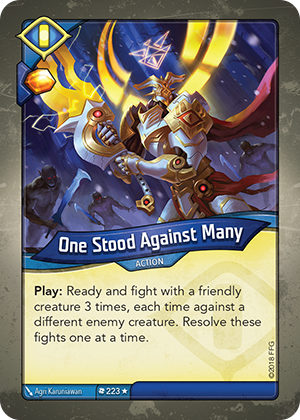 One Stood Against Many
ACTION
Play: Ready and fight with a friendly
creature 3 times, each time against a
different enemy creature. Resolve these
fights one at a time.
Agri Karuniawan
223
©2018 FFG